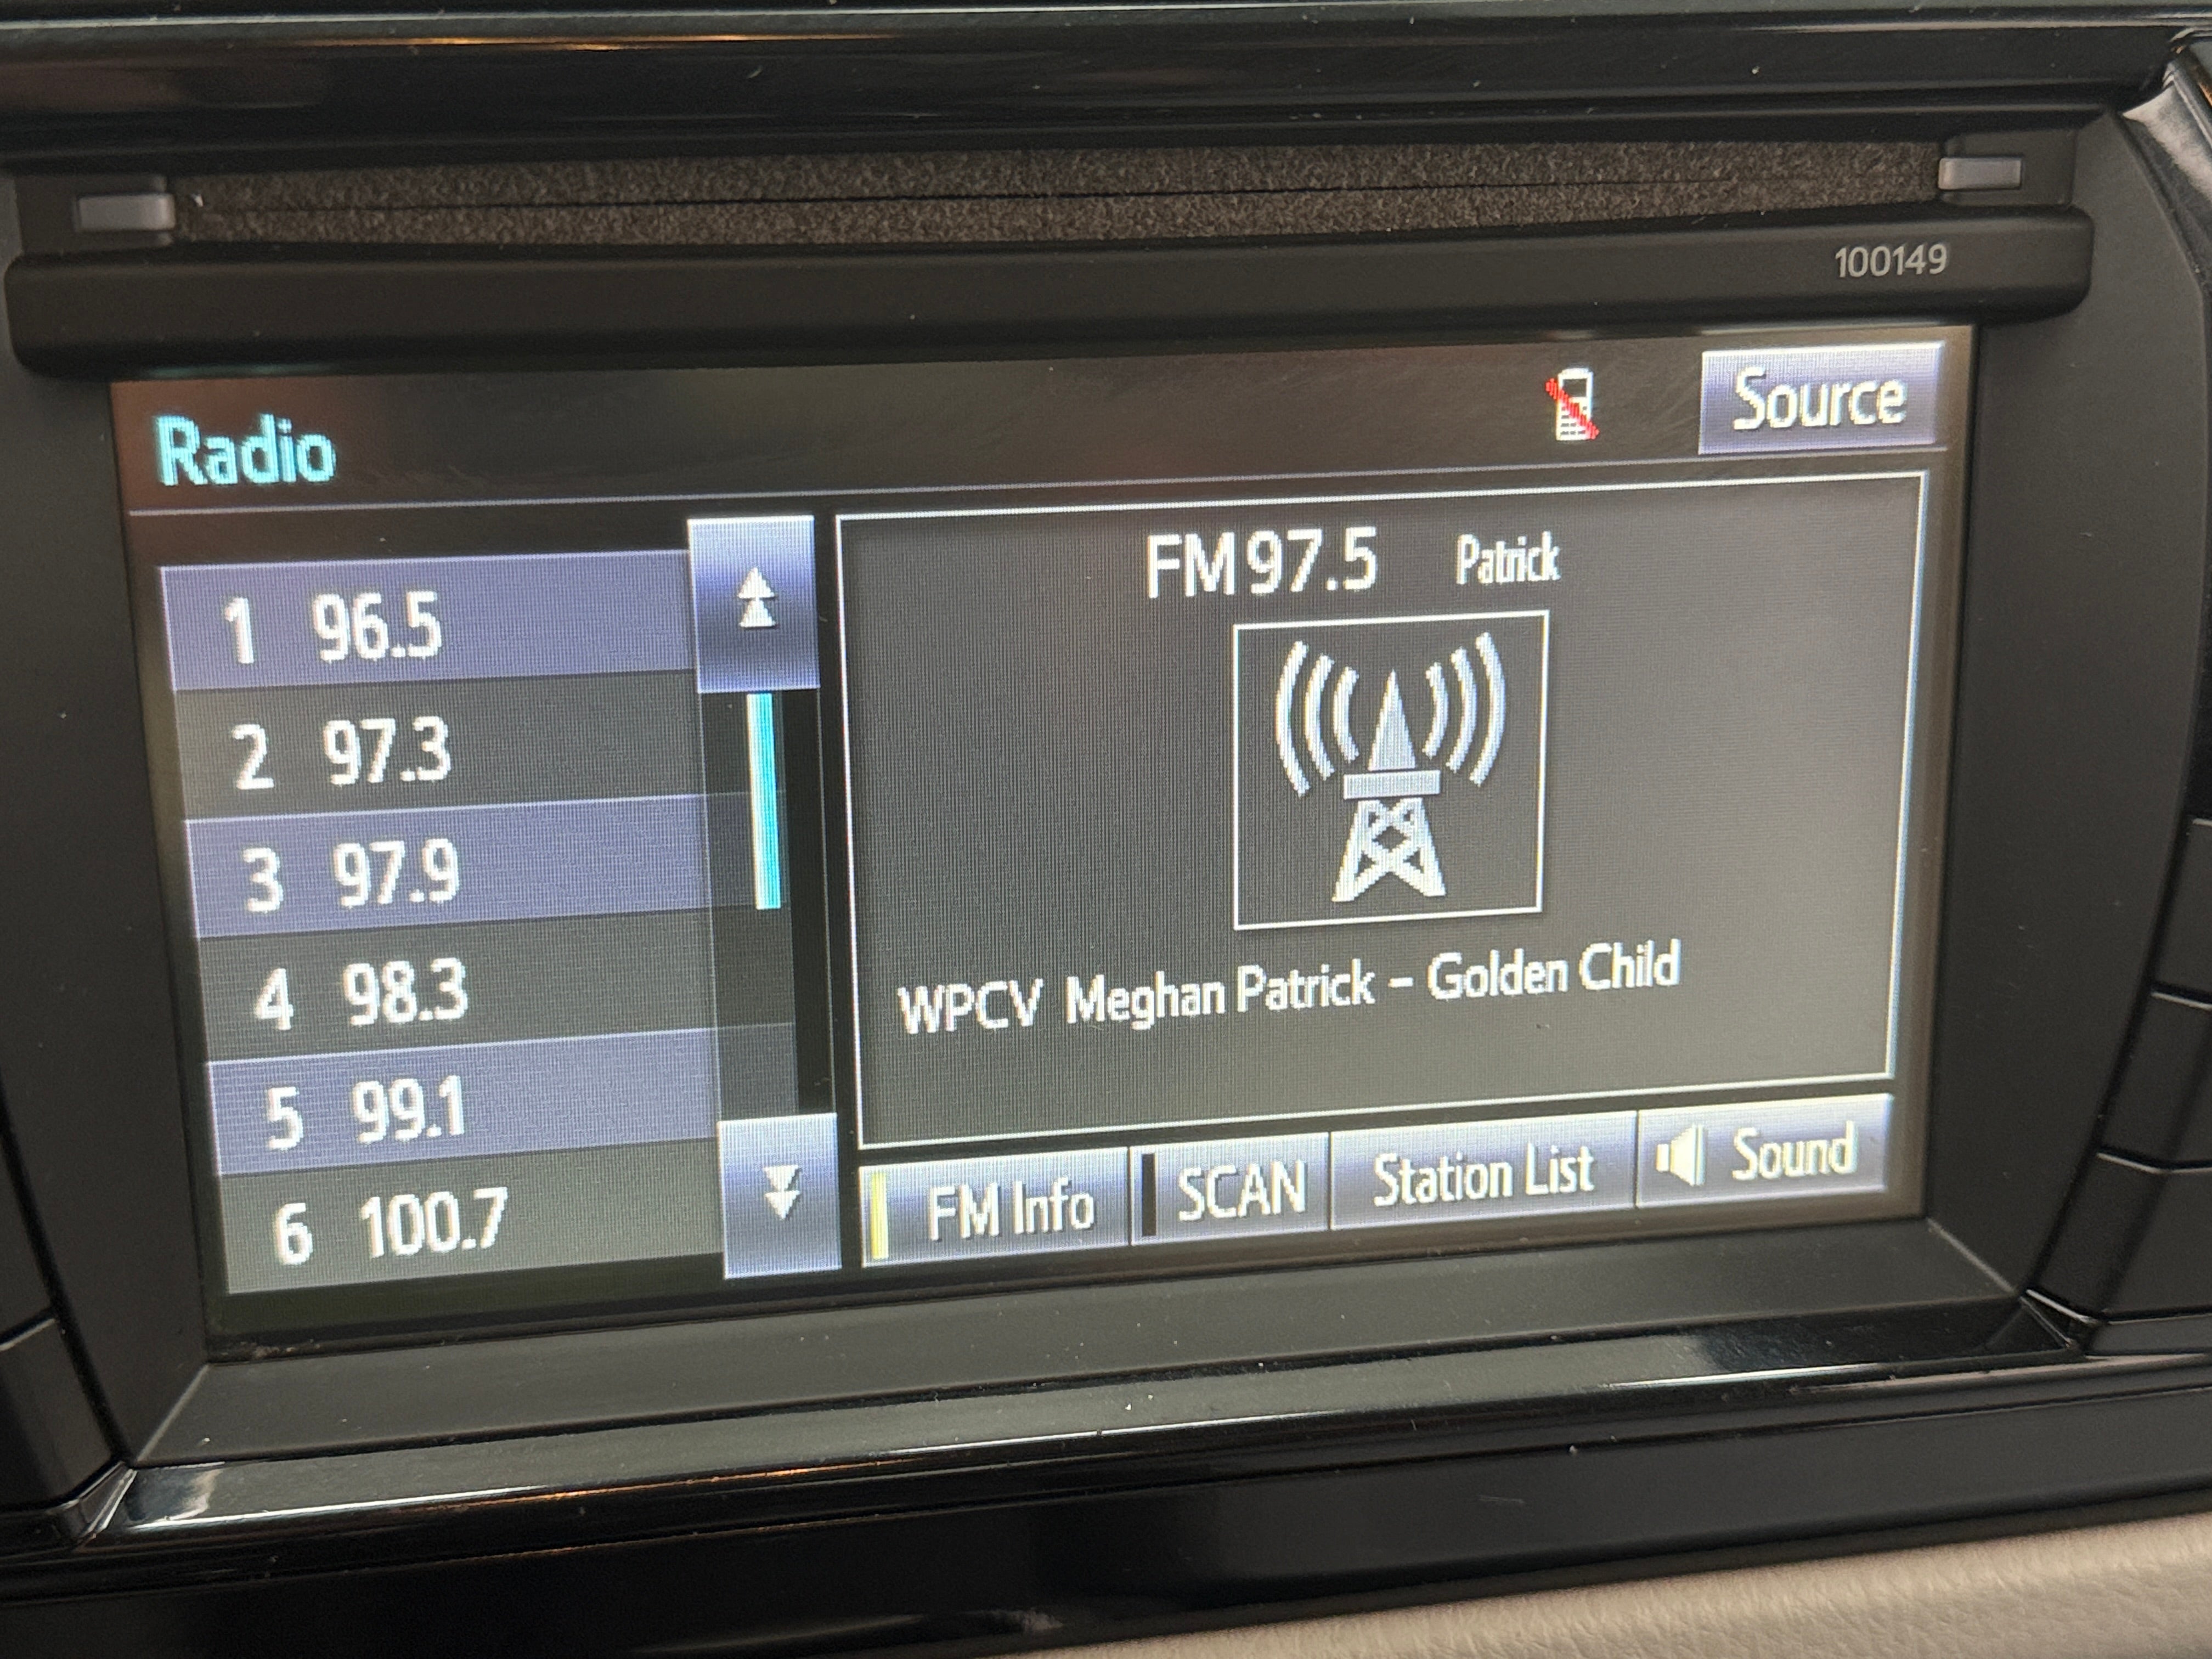 100149
Radio
Source
1 96.5
2 97.3
3 97.9
4 98.3
5 99.1
6 100.7
FM 97.5 Patrick
WPCV Meghan Patrick - Golden Child
FM Info
SCAN
Station List
Sound